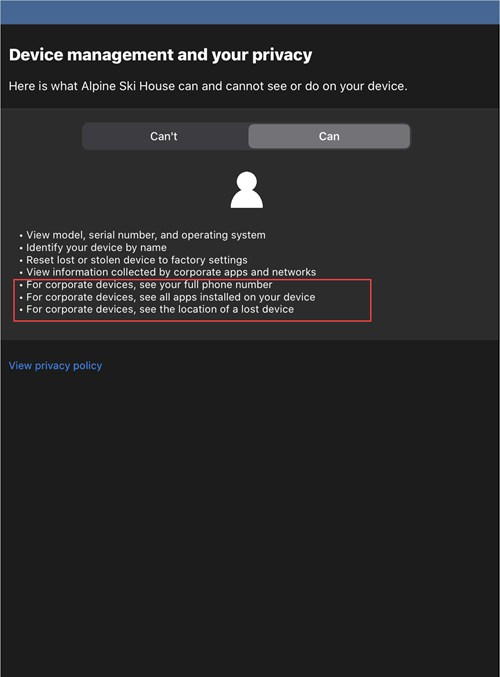 Device management and your privacy
Here is what Alpine Ski House can and cannot see or do on your device.
Can't
Can
• View model, serial number, and operating system
• Identify your device by name
• Reset lost or stolen device to factory settings
• View information collected by corporate apps and networks
• For corporate devices, see your full phone number
• For corporate devices, see all apps installed on your device
• For corporate devices, see the location of a lost device
View privacy policy